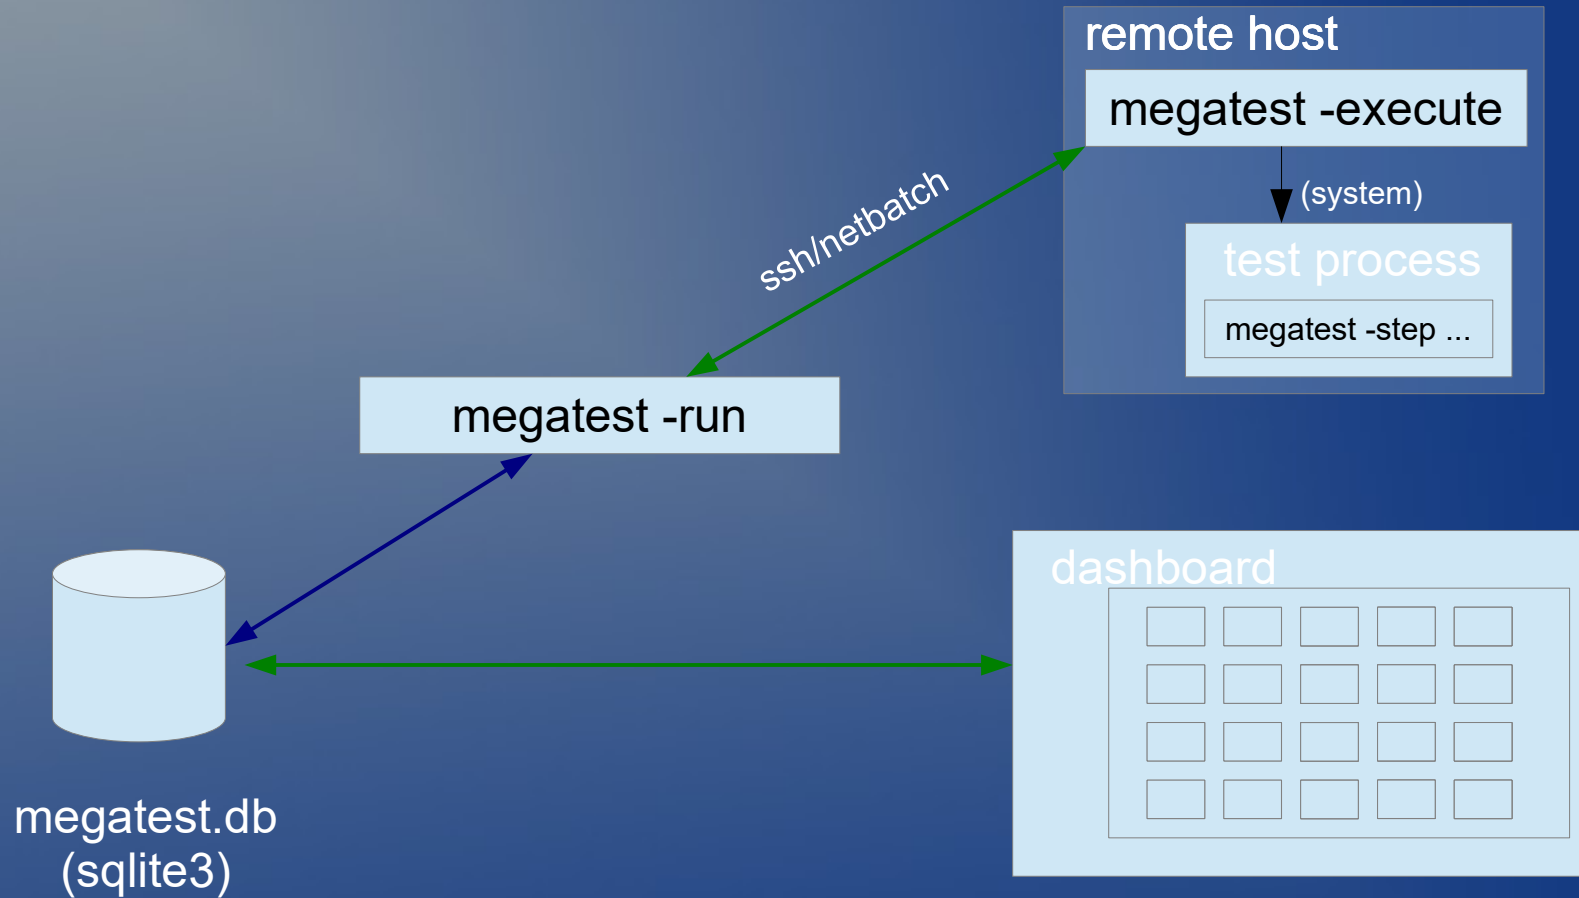 remote host
megatest -execute
(system)
ssh/netbatch
test process
megatest -step ...
megatest -run
dashboard
megatest.db
(sqlite3)